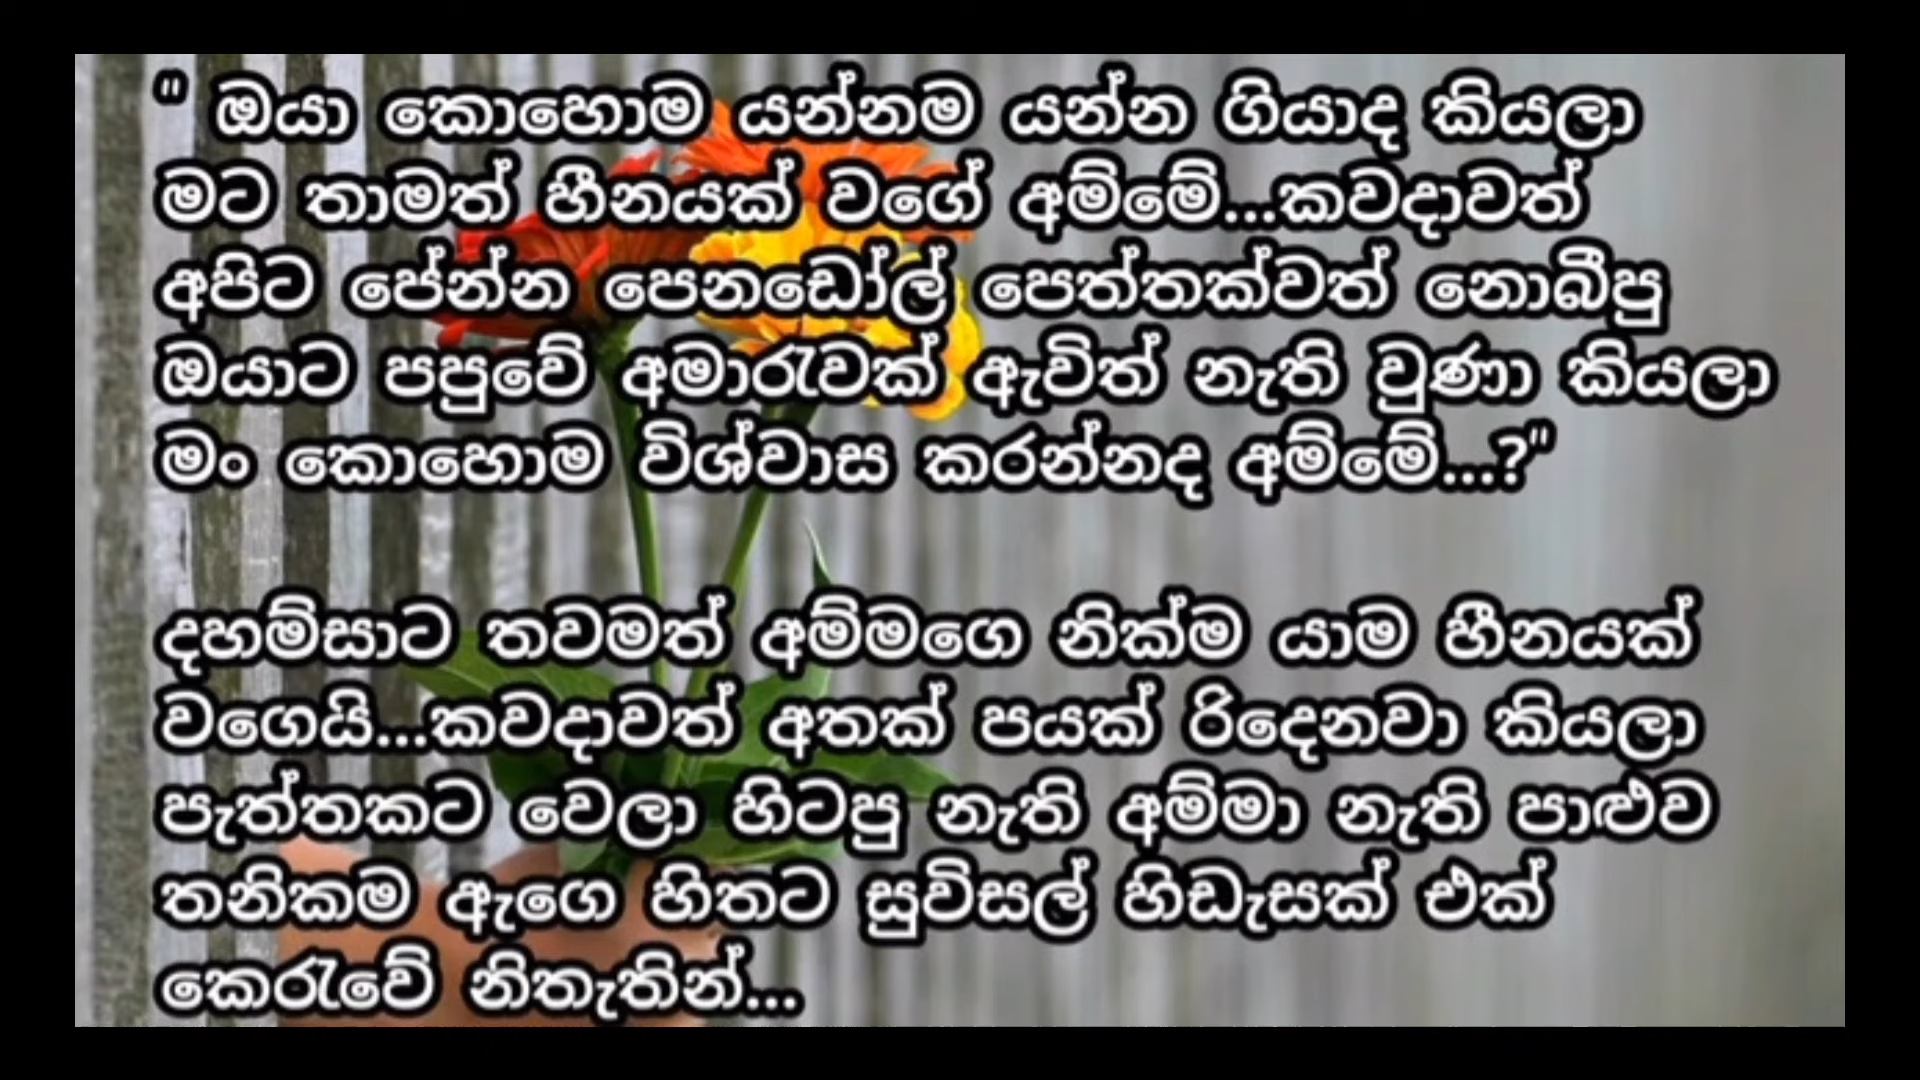 " ඔයා කොහොම යන්නම යන්න ගියාද කියලා
මට තාමත් හීනයක් වගේ අම්මේ...කවදාවත්
අපිට පේන්න පෙනඩෝල් පෙත්තක්වත් නොබීපු
ඔයාට පපුවේ අමාරුවක් ඇවිත් නැති වුණා කියලා
මං කොහොම විශ්වාස කරන්නද අම්මේ...?"
දහම්සාට තවමත් අම්මගෙ නික්ම යාම හීනයක්
වගෙයි...කවදාවත් අතක් පයක් රිදෙනවා කියලා
පැත්තකට වෙලා හිටපු නැති අම්මා නැති පාළුව
තනිකම ඇගෙ හිතට සුවිසල් හිඩැසක් එක්
කෙරුවේ නිතැතින්...